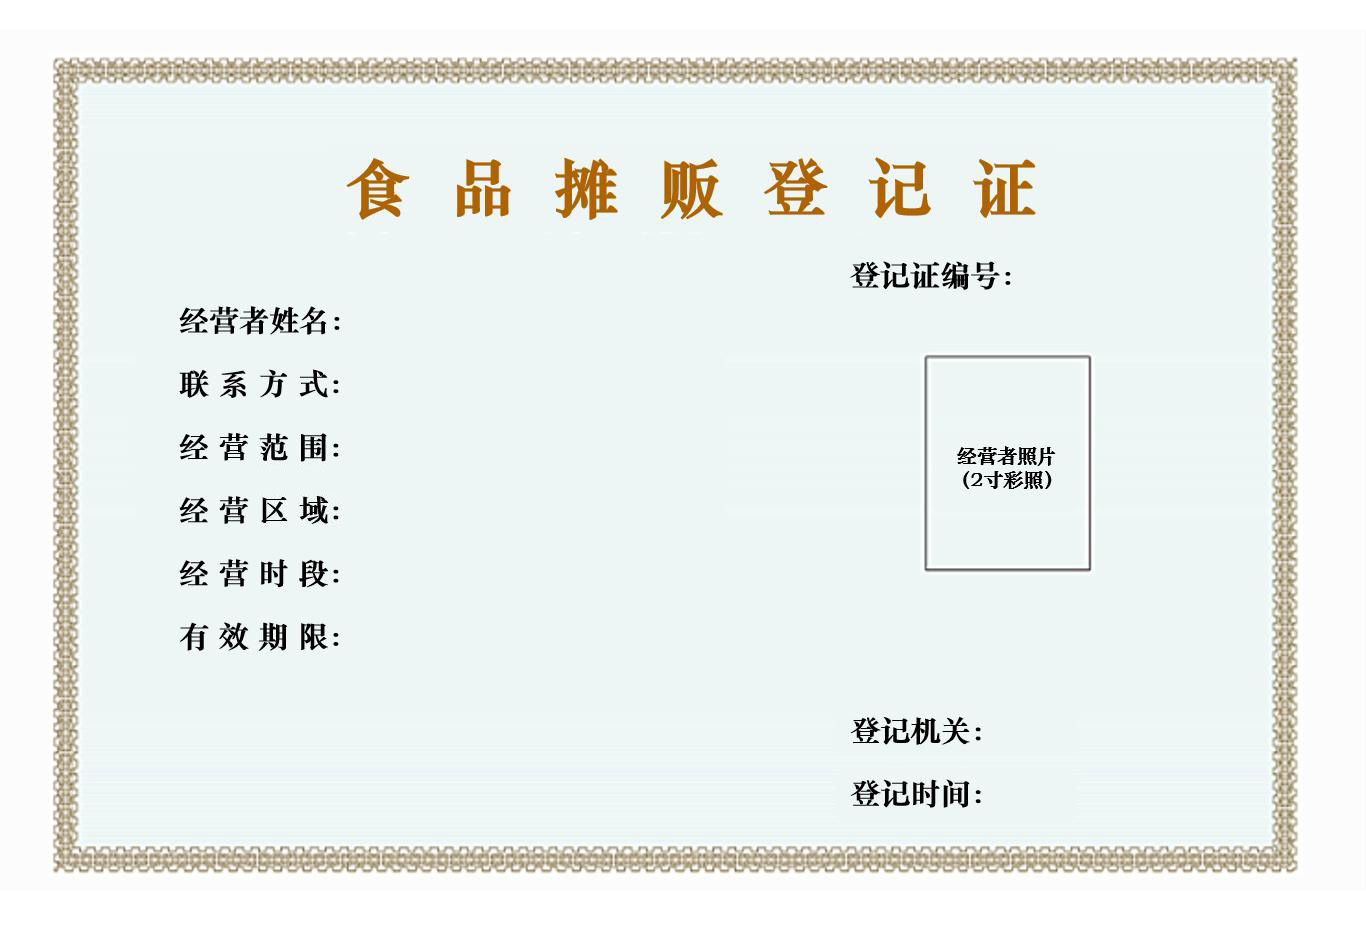 食品摊贩登记证
登记证编号：
经营者姓名：
联系方式：
经营范围：
经营区域：
经营时段：
有效期限：
经营者照片
（2寸彩照）
登记机关：
登记时间：